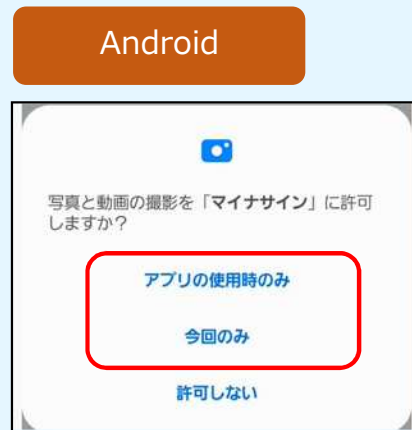 Android
写真と動画の撮影を「マイナサイン」に許可
しますか？
アプリの使用時のみ
今回のみ
許可しない